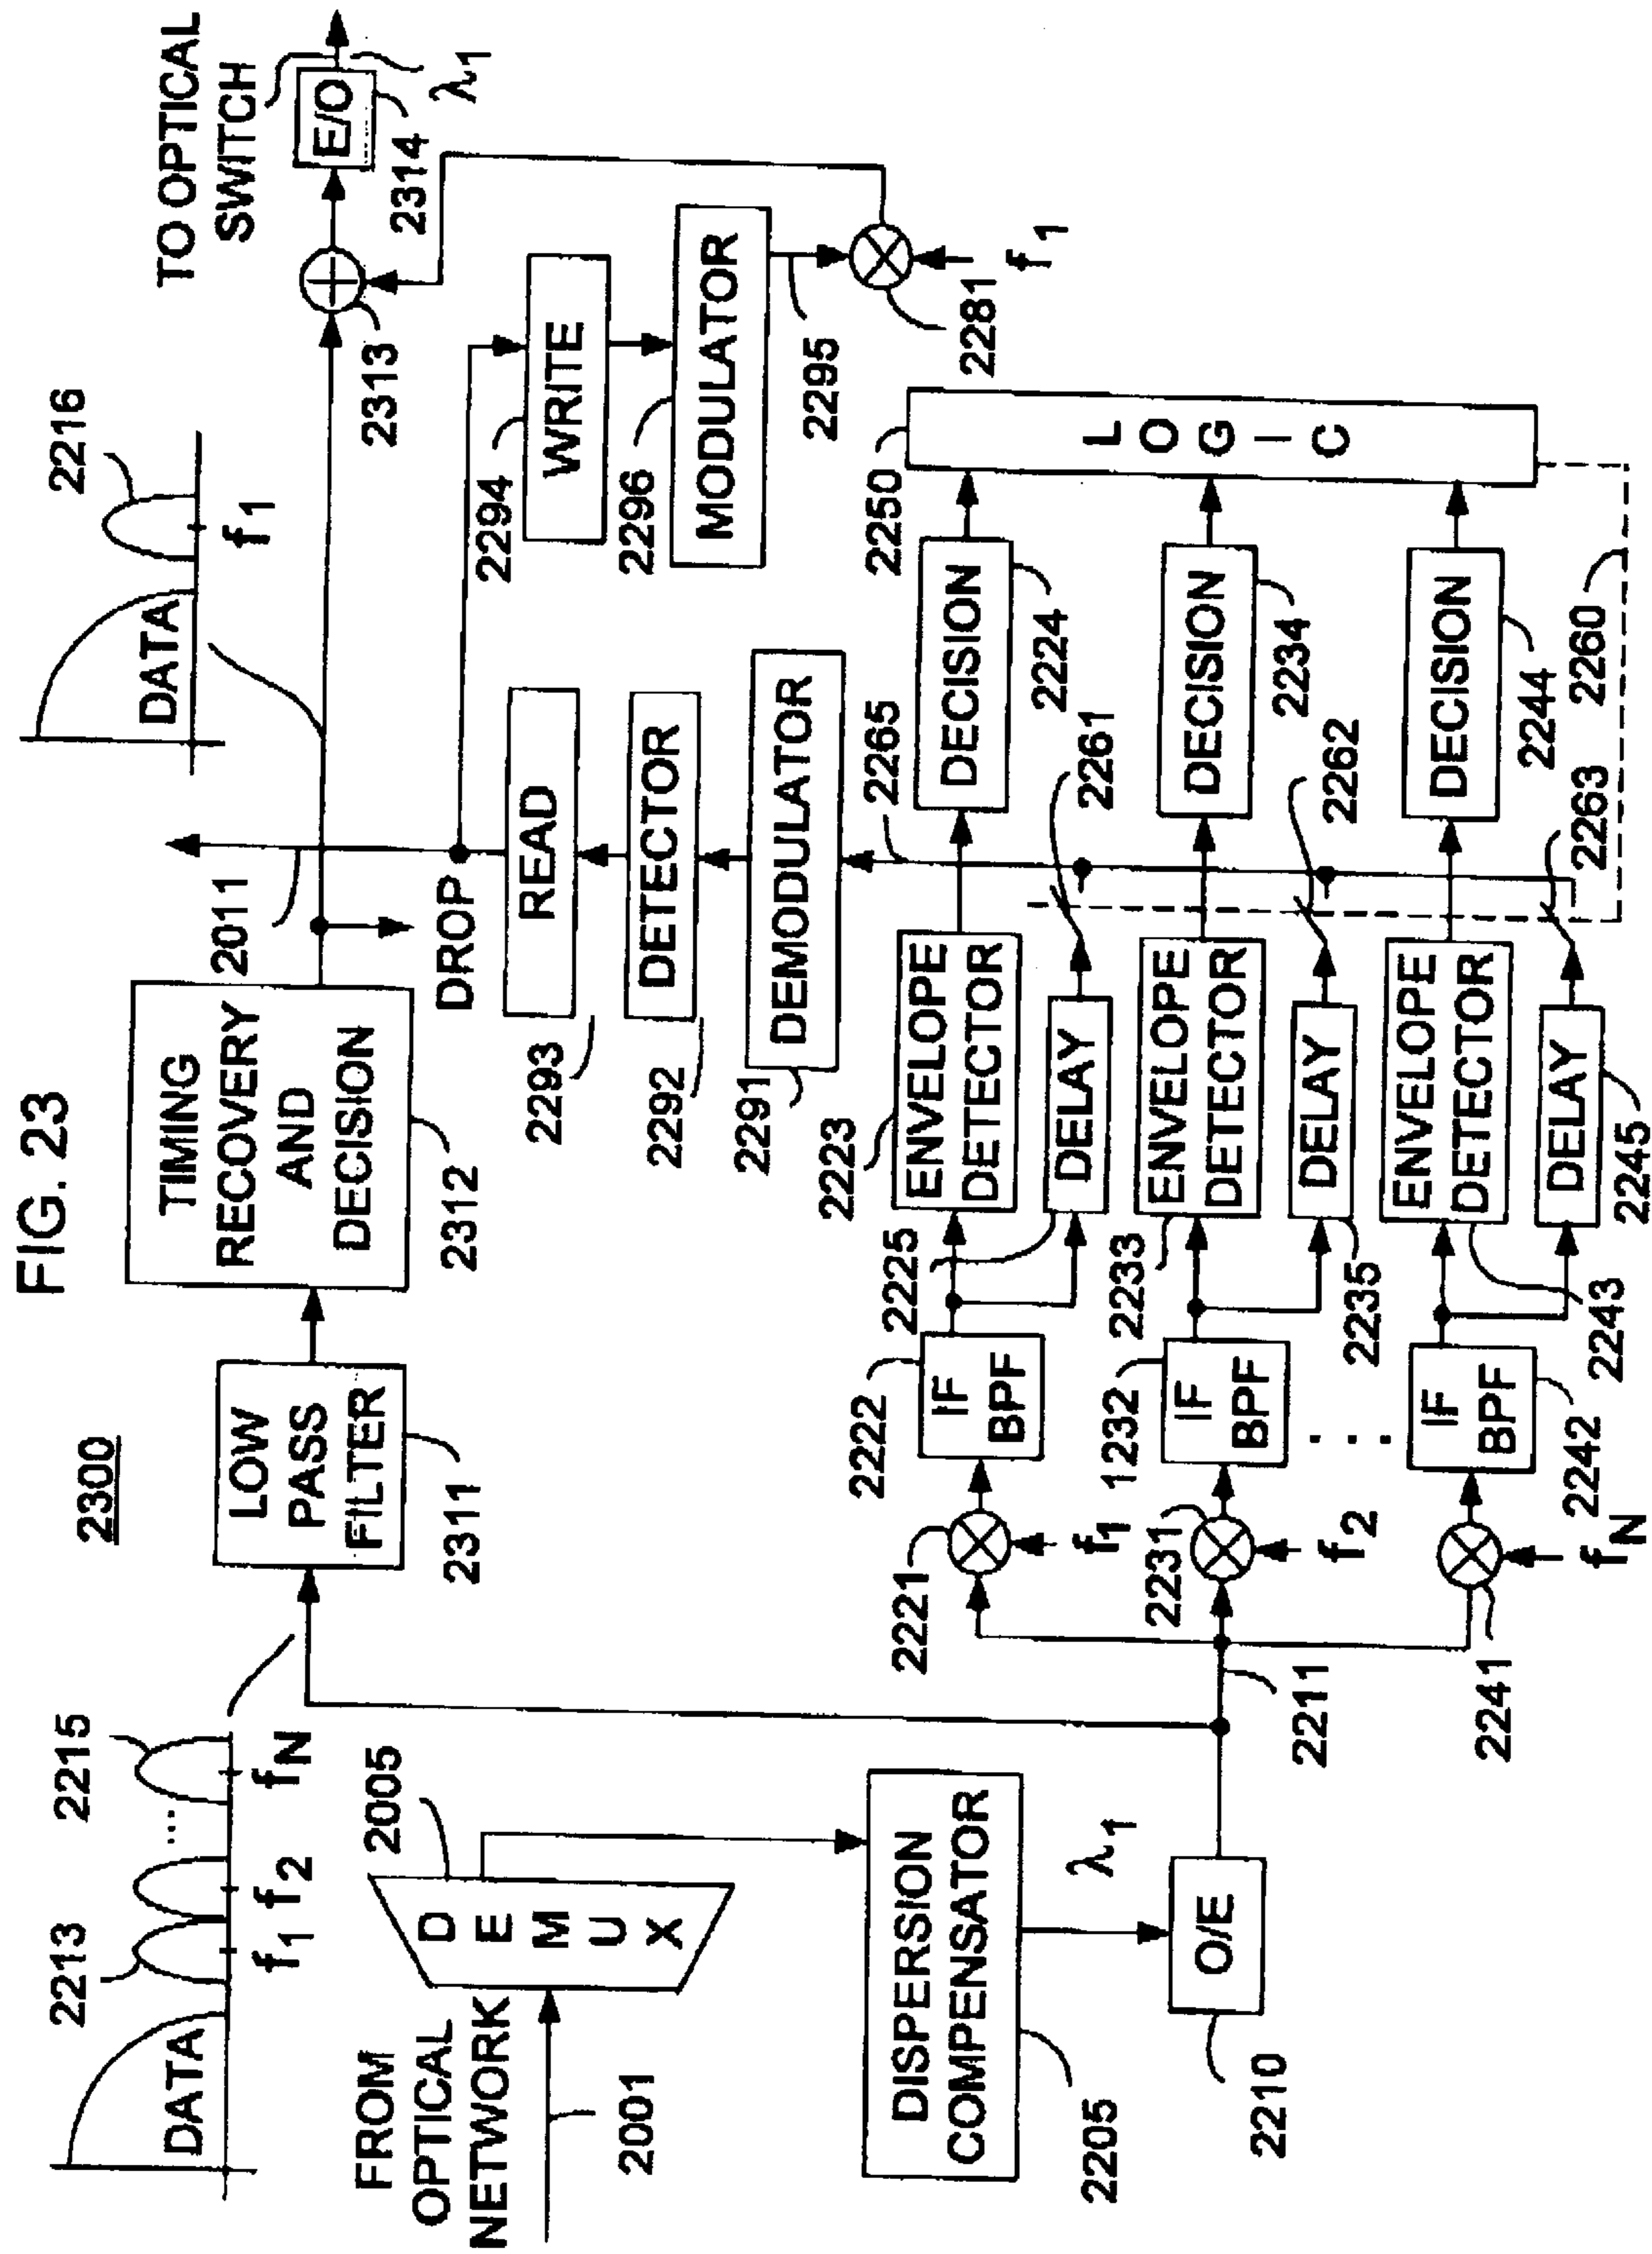 FIG. 23
2300
DATA
2213
f1
f2
...
2215
fN
FROM
OPTICAL
NETWORK
2001
DEMUX
2005
DISPERSION
COMPENSATOR
2205
λ1
O/E
2210
2211
LOW
PASS
FILTER
2311
TIMING
RECOVERY
AND
DECISION
2312
2011
DROP
DATA
2216
f1
2313
TO OPTICAL
SWITCH
E/O
2314
λ1
READ
2293
DETECTOR
2292
DEMODULATOR
2291
2265
WRITE
2294
MODULATOR
2296
2295
2281
f1
2221
f1
IF
BPF
2222
2225
ENVELOPE
DETECTOR
2223
DELAY
2261
DECISION
2224
2250
LOGIC
2231
f2
IF
BPF
1232
2233
ENVELOPE
DETECTOR
DELAY
2235
2262
DECISION
2234
...
2241
fN
IF
BPF
2242
2243
ENVELOPE
DETECTOR
DELAY
2245
2263
DECISION
2244
2260